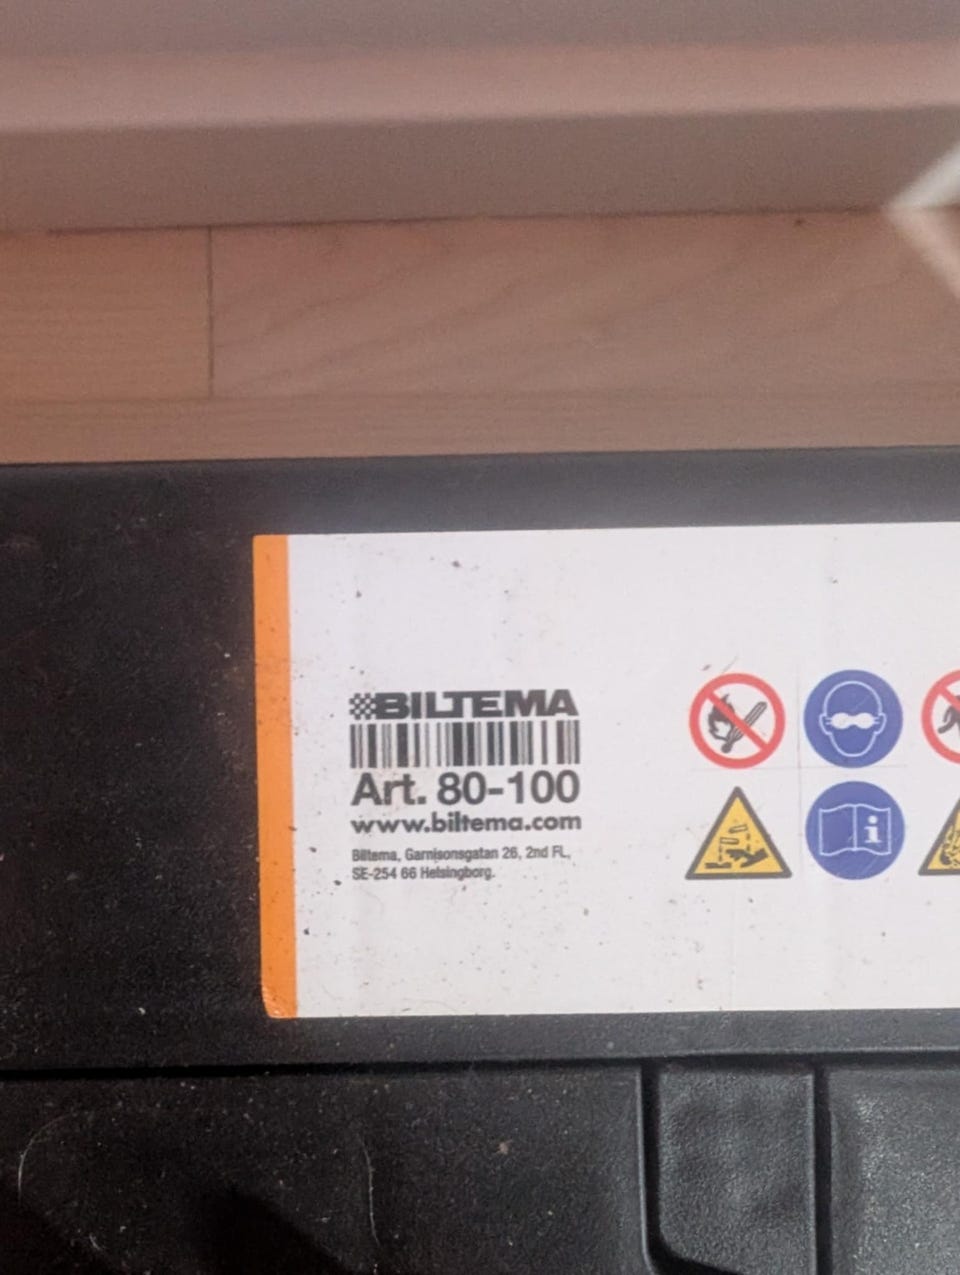 BILTEMA
Art. 80-100
www.biltema.com
Biltema, Garnisonsgatan 26, 2nd FL,
SE-254 66 Helsingborg.
i